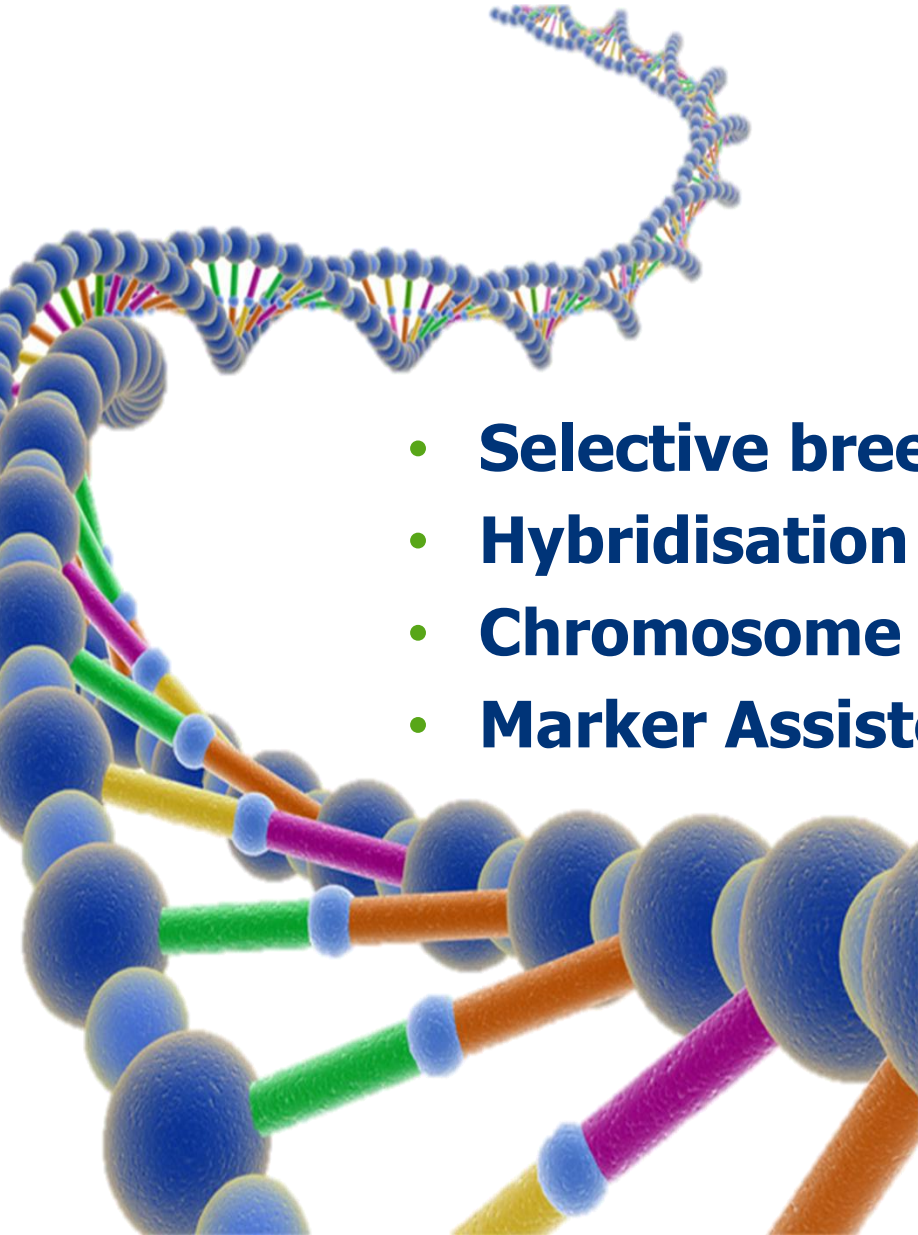 • Selective bree
• Hybridisation
• Chromosome
• Marker Assist